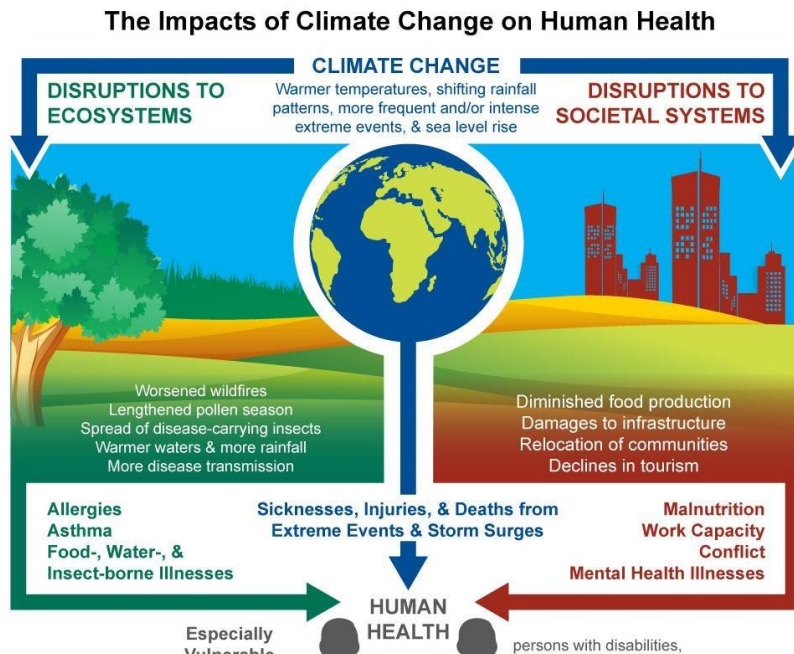 The Impacts of Climate Change on Human Health
CLIMATE CHANGE
Warmer temperatures, shifting rainfall
patterns, more frequent and/or intense
extreme events, & sea level rise
DISRUPTIONS TO
ECOSYSTEMS
DISRUPTIONS TO
SOCIETAL SYSTEMS
Worsened wildfires
Lengthened pollen season
Spread of disease-carrying insects
Warmer waters & more rainfall
More disease transmission
Diminished food production
Damages to infrastructure
Relocation of communities
Declines in tourism
Allergies
Asthma
Food-, Water-, &
Insect-borne Illnesses
Sicknesses, Injuries, & Deaths from
Extreme Events & Storm Surges
Malnutrition
Work Capacity
Conflict
Mental Health Illnesses
HUMAN
HEALTH
Especially
Vulnerable
persons with disabilities,